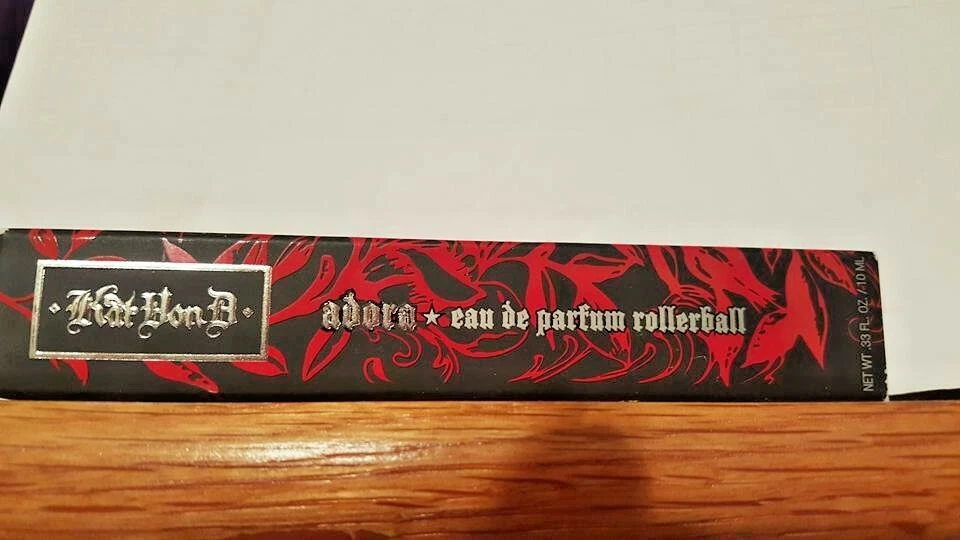 · Kat Von D ·
adora ★ eau de parfum rollerball
NET WT .33 FL. OZ. / 10 ML